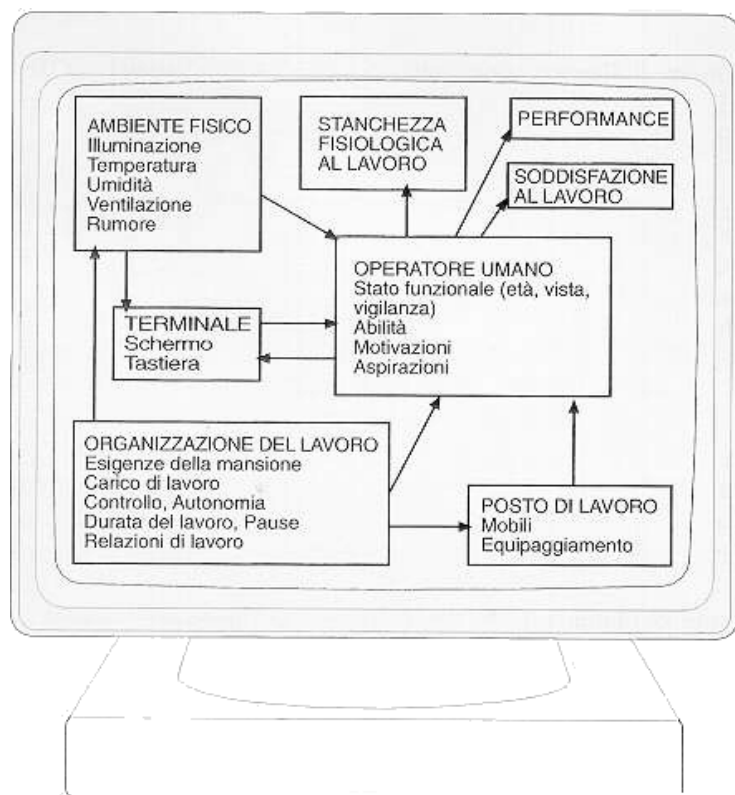 AMBIENTE FISICO
Illuminazione
Temperatura
Umidità
Ventilazione
Rumore
STANCHEZZA
FISIOLOGICA
AL LAVORO
PERFORMANCE
SODDISFAZIONE
AL LAVORO
OPERATORE UMANO
Stato funzionale (età, vista,
vigilanza)
Abilità
Motivazioni
Aspirazioni
TERMINALE
Schermo
Tastiera
ORGANIZZAZIONE DEL LAVORO
Esigenze della mansione
Carico di lavoro
Controllo, Autonomia
Durata del lavoro, Pause
Relazioni di lavoro
POSTO DI LAVORO
Mobili
Equipaggiamento